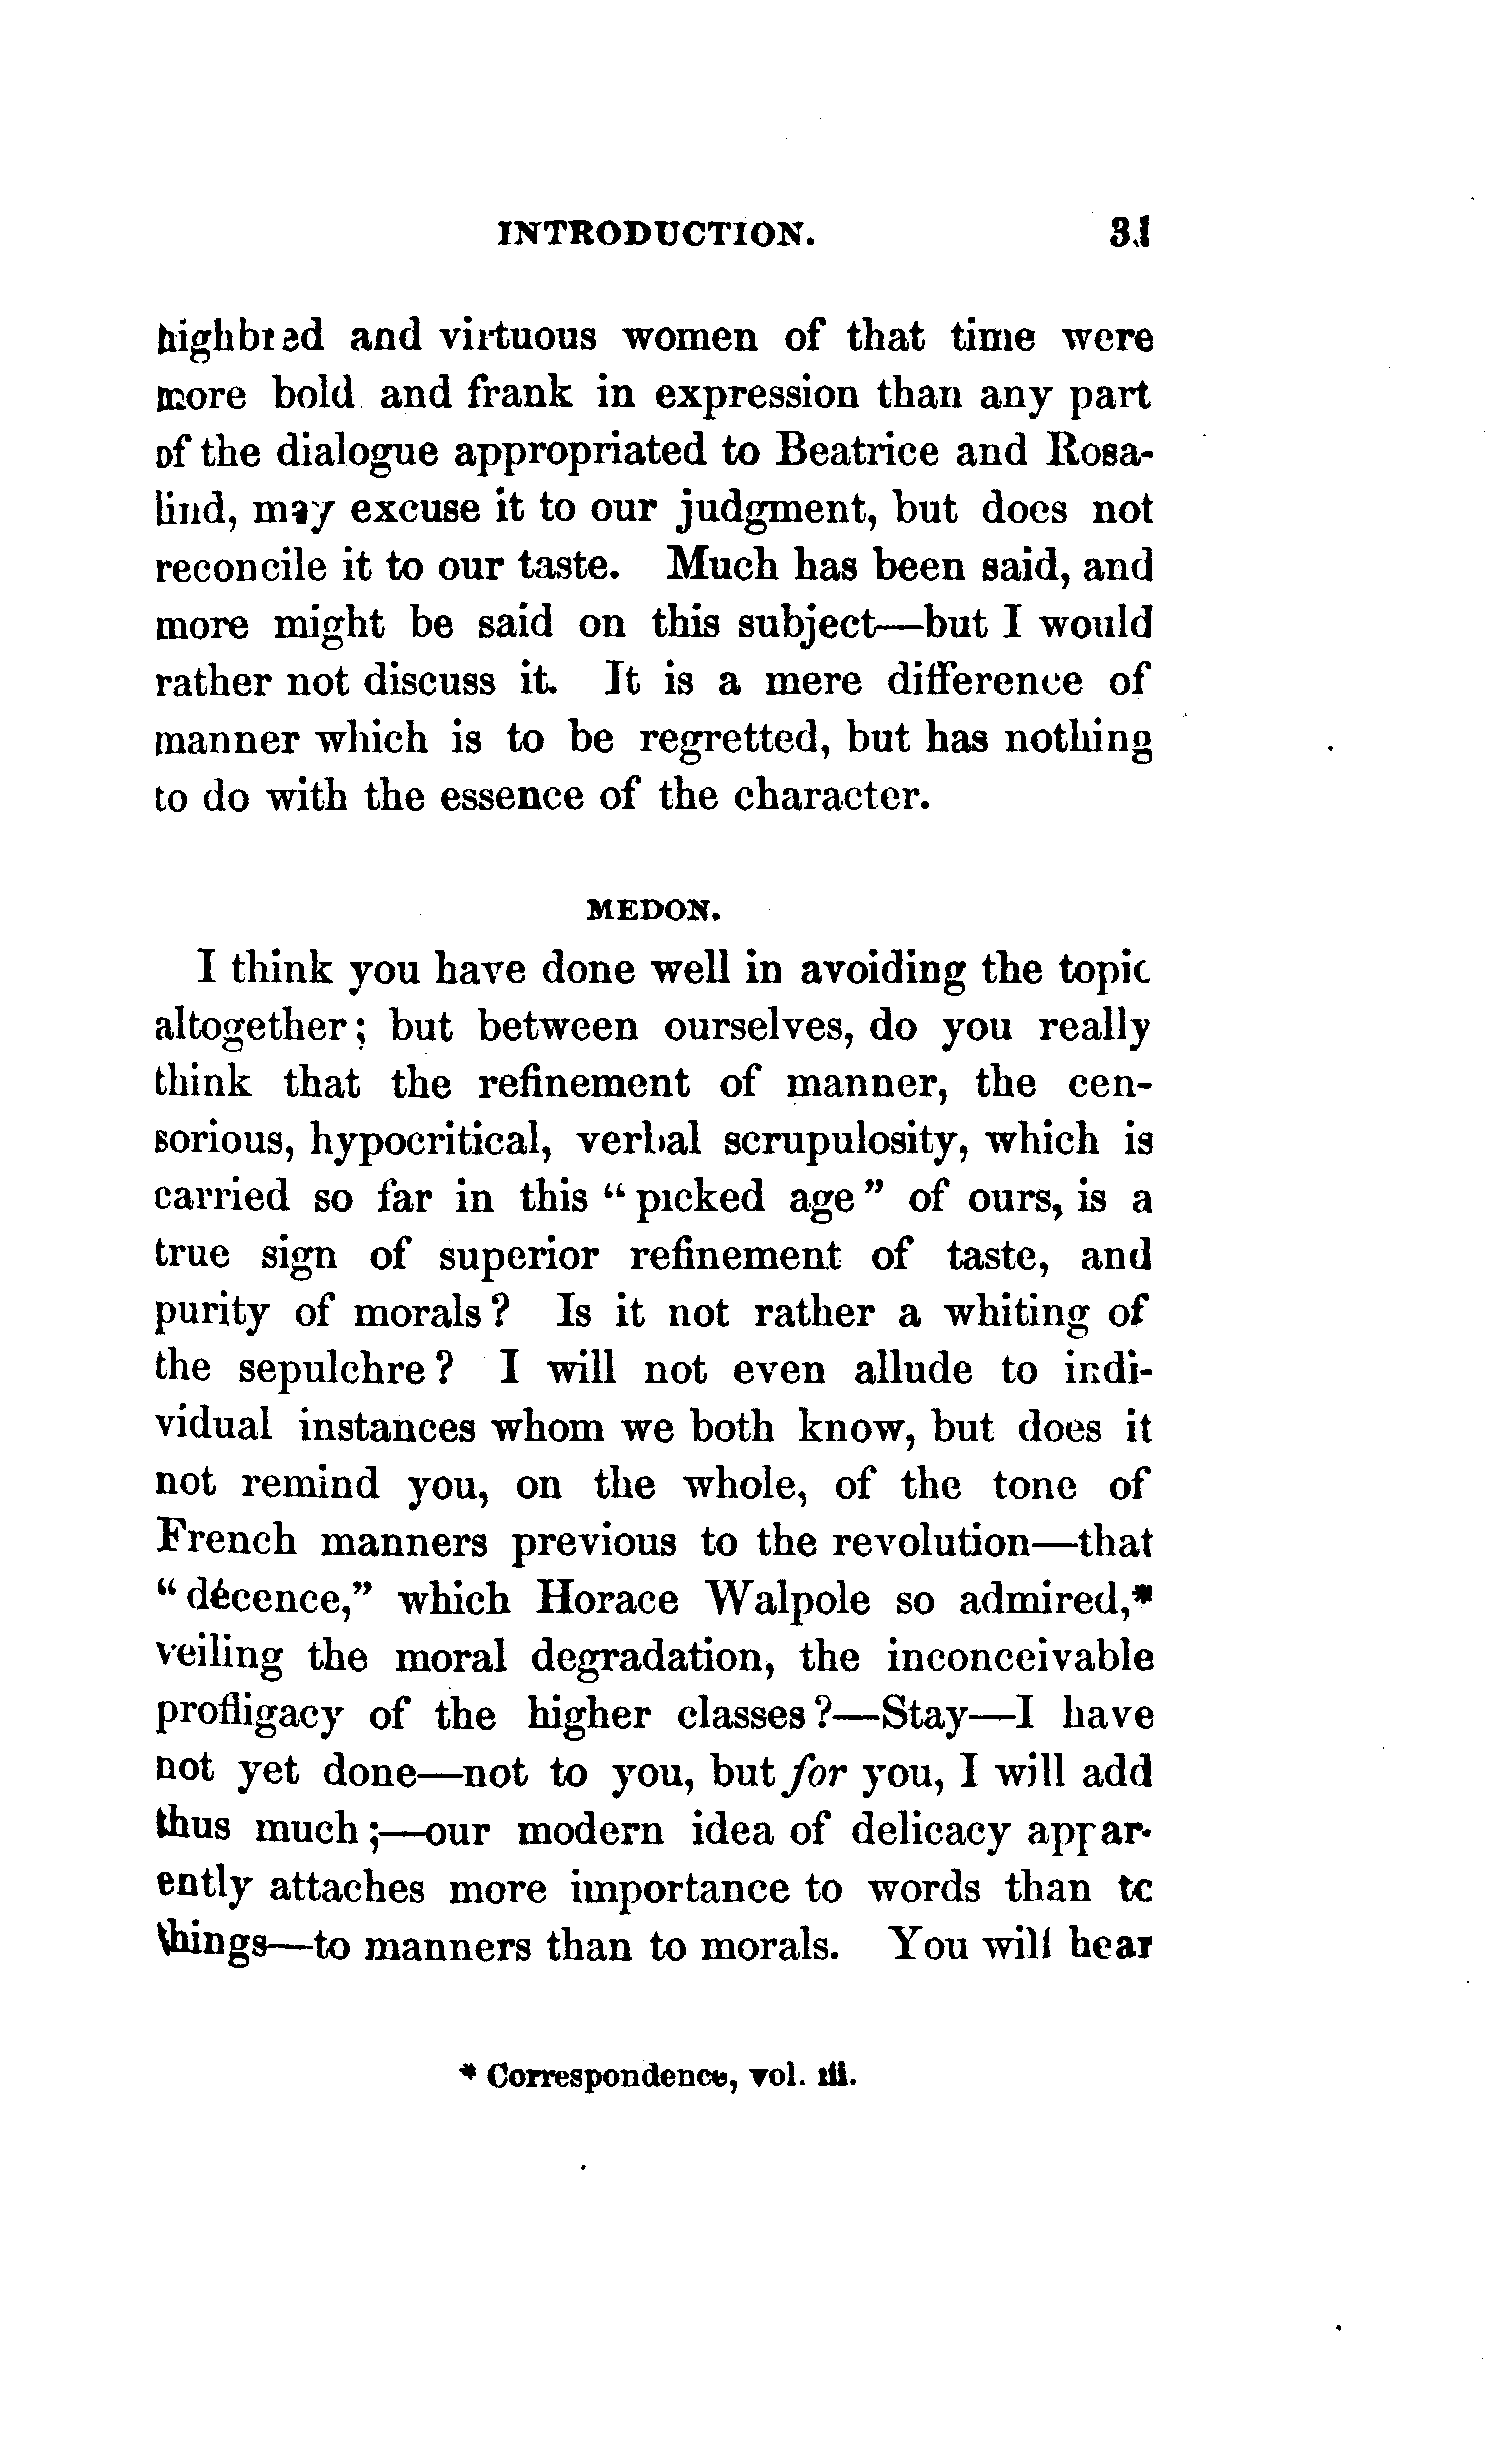 INTRODUCTION. 31
highbred and virtuous women of that time were
more bold and frank in expression than any part
of the dialogue appropriated to Beatrice and Rosa-
lind, may excuse it to our judgment, but does not
reconcile it to our taste. Much has been said, and
more might be said on this subject—but I would
rather not discuss it. It is a mere difference of
manner which is to be regretted, but has nothing
to do with the essence of the character.
MEDON.
I think you have done well in avoiding the topic
altogether; but between ourselves, do you really
think that the refinement of manner, the cen-
sorious, hypocritical, verbal scrupulosity, which is
carried so far in this "picked age" of ours, is a
true sign of superior refinement of taste, and
purity of morals? Is it not rather a whiting of
the sepulchre? I will not even allude to indi-
vidual instances whom we both know, but does it
not remind you, on the whole, of the tone of
French manners previous to the revolution—that
"décence," which Horace Walpole so admired,*
veiling the moral degradation, the inconceivable
profligacy of the higher classes?—Stay—I have
not yet done—not to you, but for you, I will add
thus much;—our modern idea of delicacy appar-
ently attaches more importance to words than to
things—to manners than to morals. You will hear
* Correspondence, vol. iii.